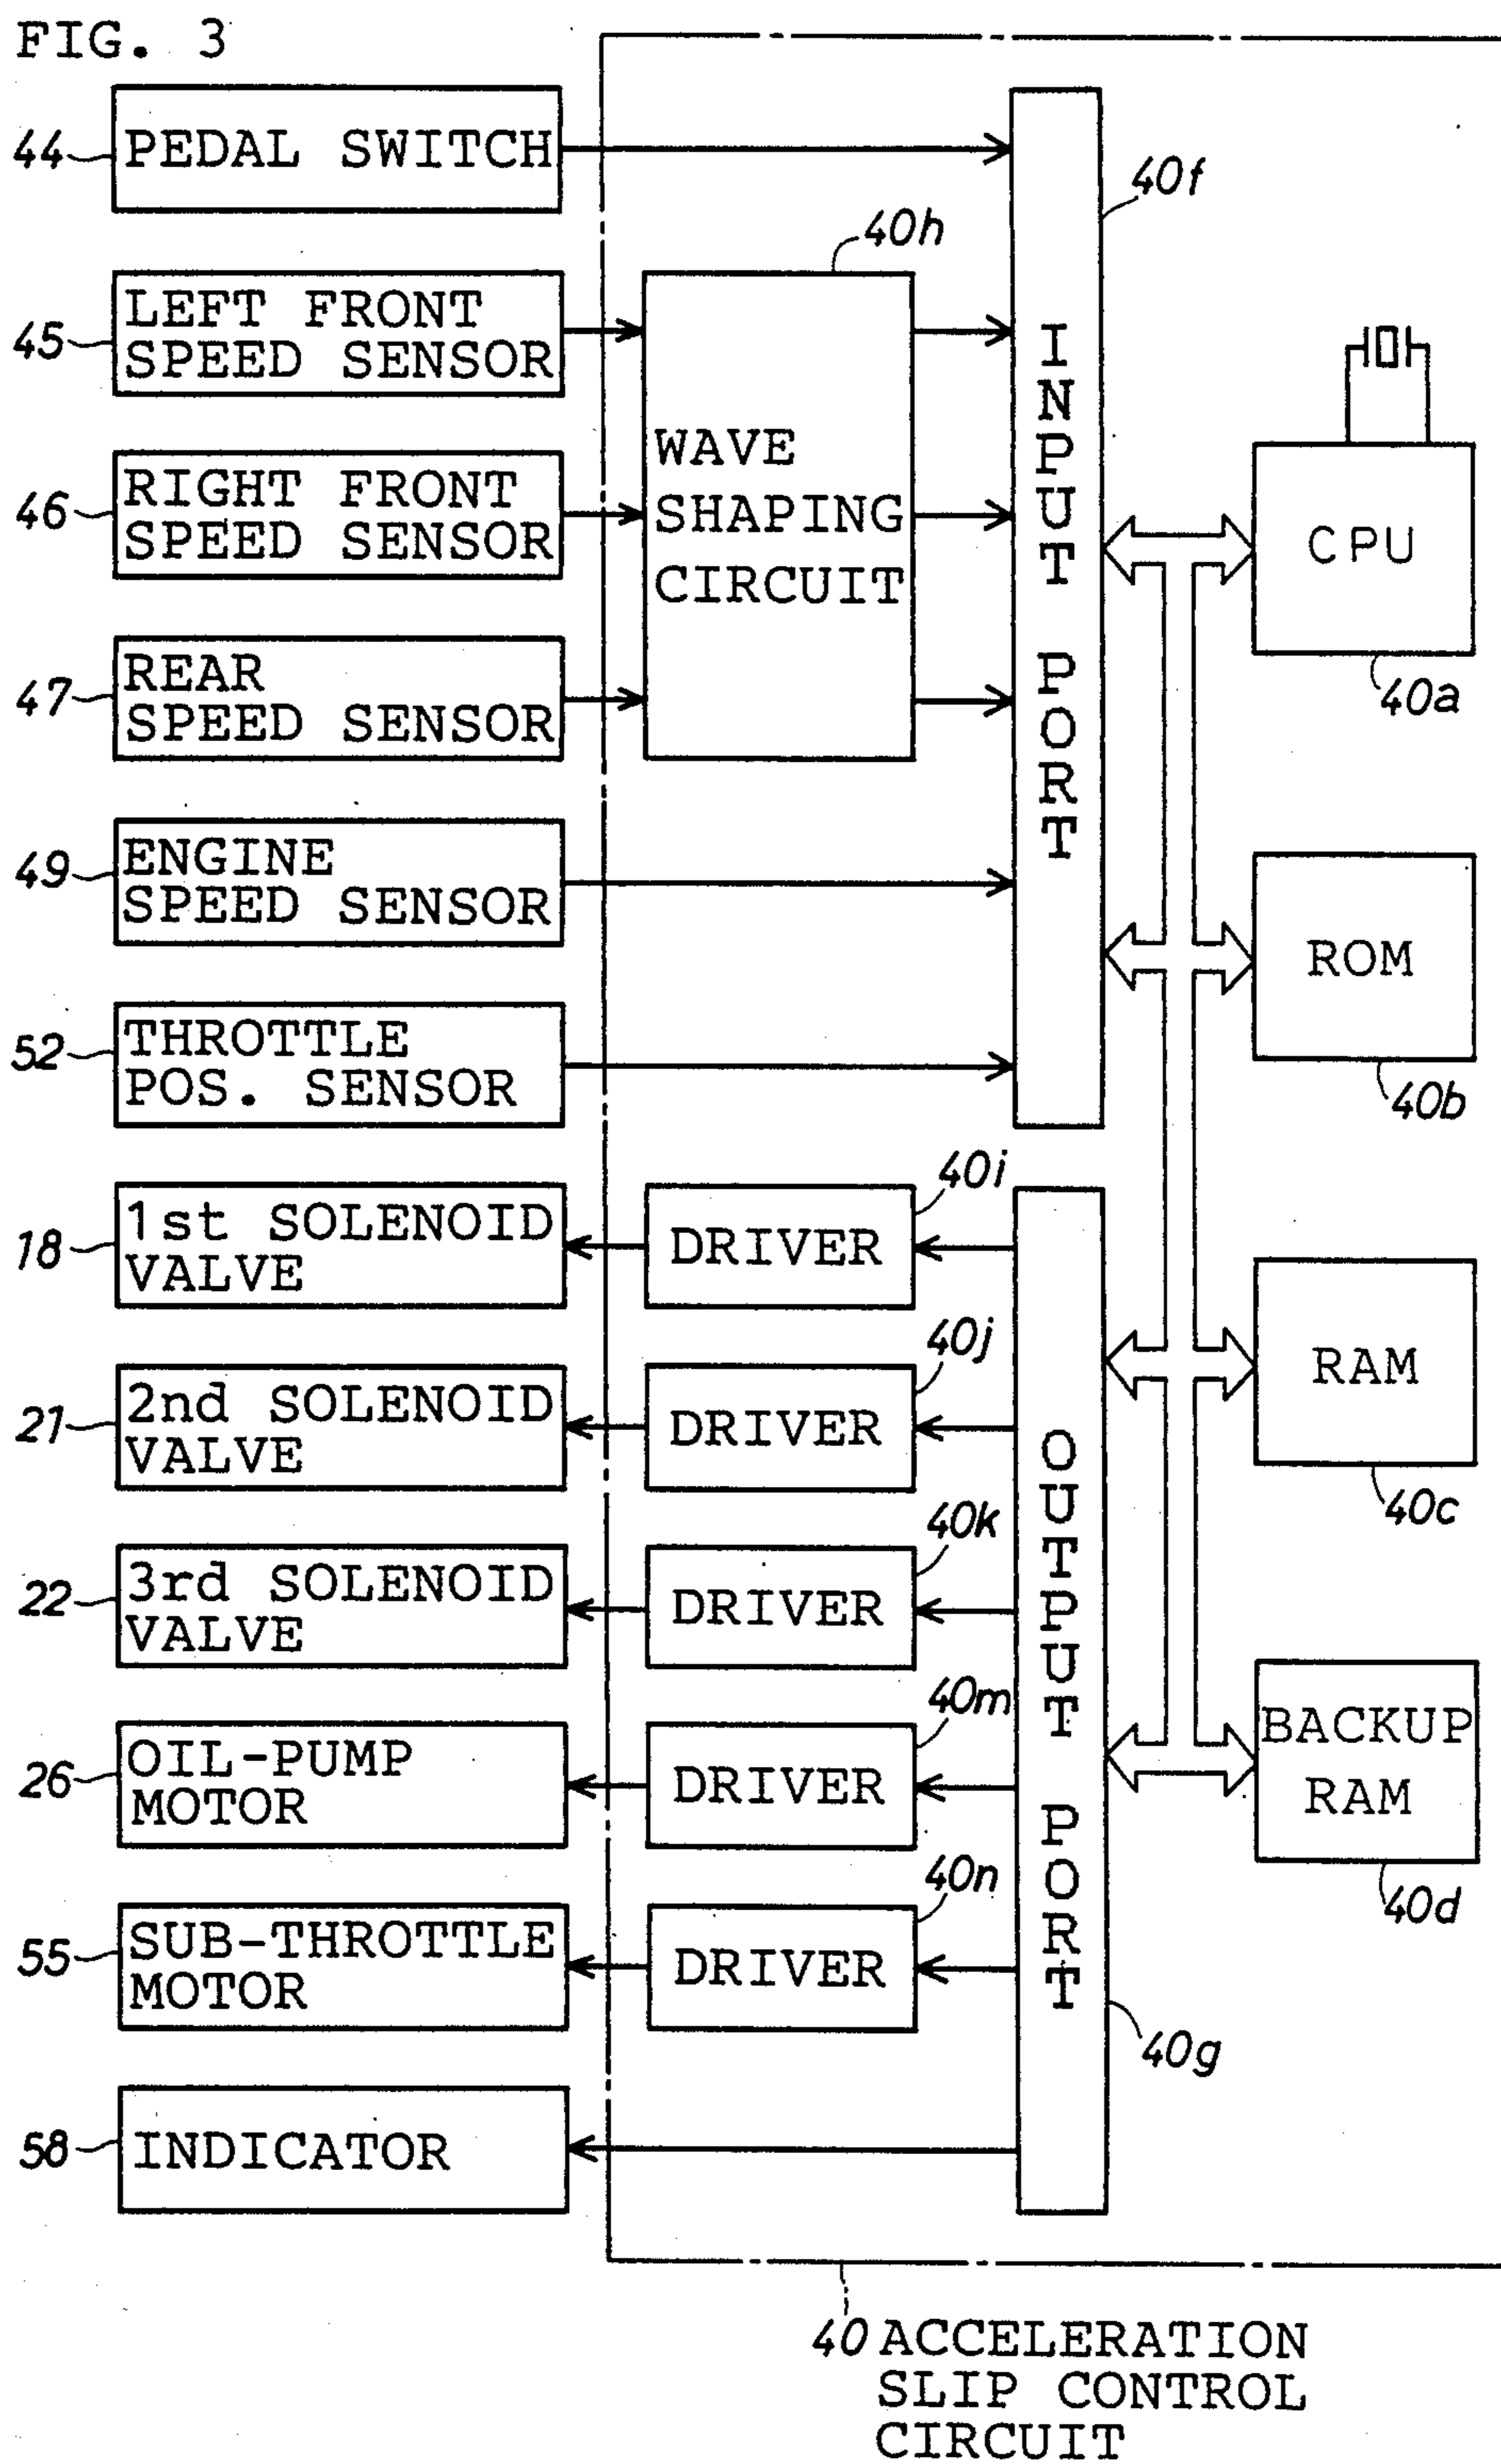 FIG. 3
44 PEDAL SWITCH
40f
40h
45 LEFT FRONT
SPEED SENSOR
46 RIGHT FRONT
SPEED SENSOR
47 REAR
SPEED SENSOR
WAVE
SHAPING
CIRCUIT
INPUT PORT
CPU
40a
49 ENGINE
SPEED SENSOR
ROM
40b
52 THROTTLE
POS. SENSOR
18 1st SOLENOID
VALVE
DRIVER
40i
21 2nd SOLENOID
VALVE
DRIVER
40j
RAM
40c
22 3rd SOLENOID
VALVE
DRIVER
40k
OUTPUT PORT
26 OIL-PUMP
MOTOR
DRIVER
40m
BACKUP
RAM
40d
55 SUB-THROTTLE
MOTOR
DRIVER
40n
40g
58 INDICATOR
40 ACCELERATION
SLIP CONTROL
CIRCUIT